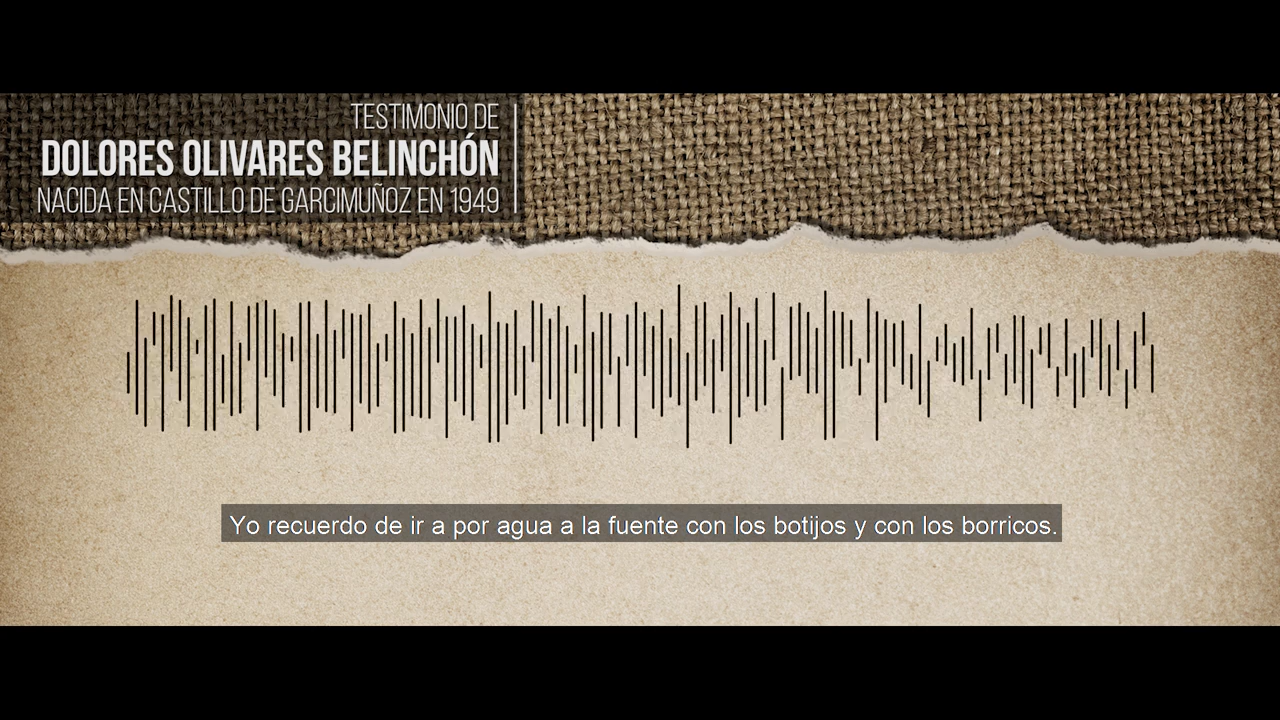 TESTIMONIO DE
DOLORES OLIVARES BELINCHÓN
NACIDA EN CASTILLO DE GARCIMUÑOZ EN 1949
Yo recuerdo de ir a por agua a la fuente con los botijos y con los borricos.